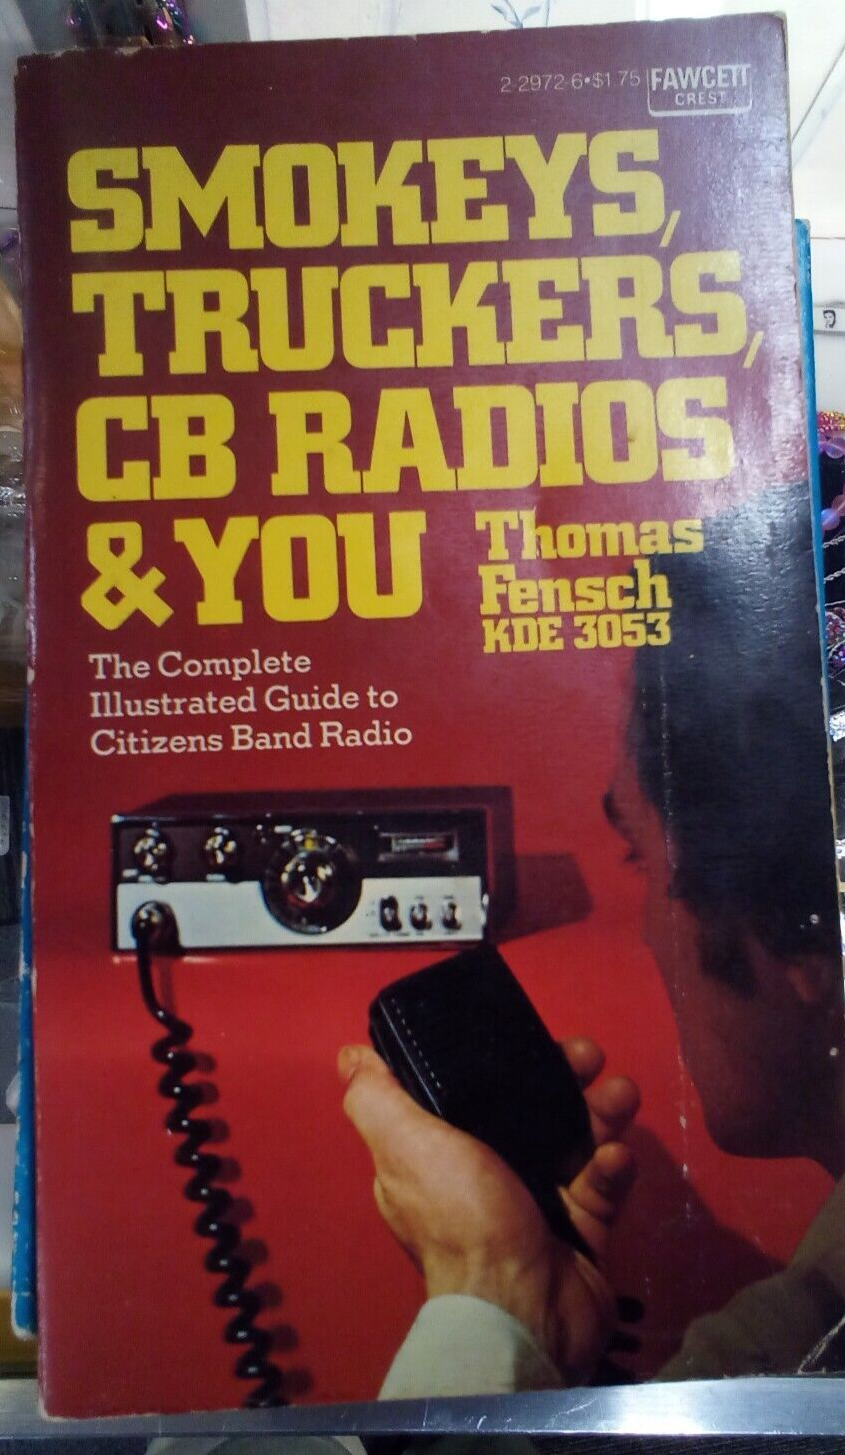 2-2972-6•$1.75
FAWCETT
CREST
SMOKEYS,
TRUCKERS,
CB RADIOS
& YOU
Thomas
Fensch
KDE 3053
The Complete
Illustrated Guide to
Citizens Band Radio